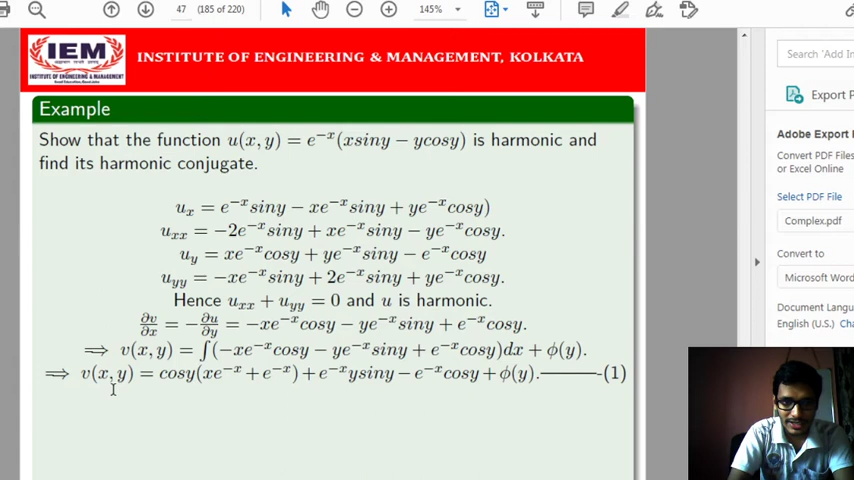 47 (185 of 220) 145%
IEM
INSTITUTE OF ENGINEERING & MANAGEMENT, KOLKATA
Example
Show that the function u(x, y) = e^{-x}(xsiny − ycosy) is harmonic and
find its harmonic conjugate.
u_x = e^{-x}siny − xe^{-x}siny + ye^{-x}cosy)
u_{xx} = −2e^{-x}siny + xe^{-x}siny − ye^{-x}cosy.
u_y = xe^{-x}cosy + ye^{-x}siny − e^{-x}cosy
u_{yy} = −xe^{-x}siny + 2e^{-x}siny + ye^{-x}cosy.
Hence u_{xx} + u_{yy} = 0 and u is harmonic.
∂v/∂x = −∂u/∂y = −xe^{-x}cosy − ye^{-x}siny + e^{-x}cosy.
⟹ v(x, y) = ∫(−xe^{-x}cosy − ye^{-x}siny + e^{-x}cosy)dx + ϕ(y).
⟹ v(x, y) = cosy(xe^{-x} + e^{-x}) + e^{-x}ysiny − e^{-x}cosy + ϕ(y).———-(1)
Search 'Add In
Export P
Adobe Export P
Convert PDF Files
or Excel Online
Select PDF File
Complex.pdf
Convert to
Microsoft Word
Document Langu
English (U.S.) Cha